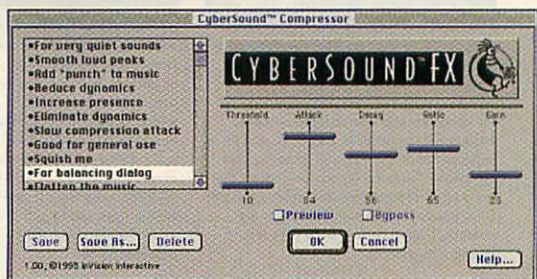 CyberSound™ Compressor
•For very quiet sounds
•Smooth loud peaks
•Add "punch" to music
•Reduce dynamics
•Increase presence
•Eliminate dynamics
•Slow compression attack
•Good for general use
•Squish me
•For balancing dialog
•Flatten the music
CYBERSOUND™ FX
Threshold Attack Decay Ratio Gain
10 84 56 65 25
Preview Bypass
Save Save As... Delete OK Cancel
1.00, ©1995 InVision Interactive
Help...